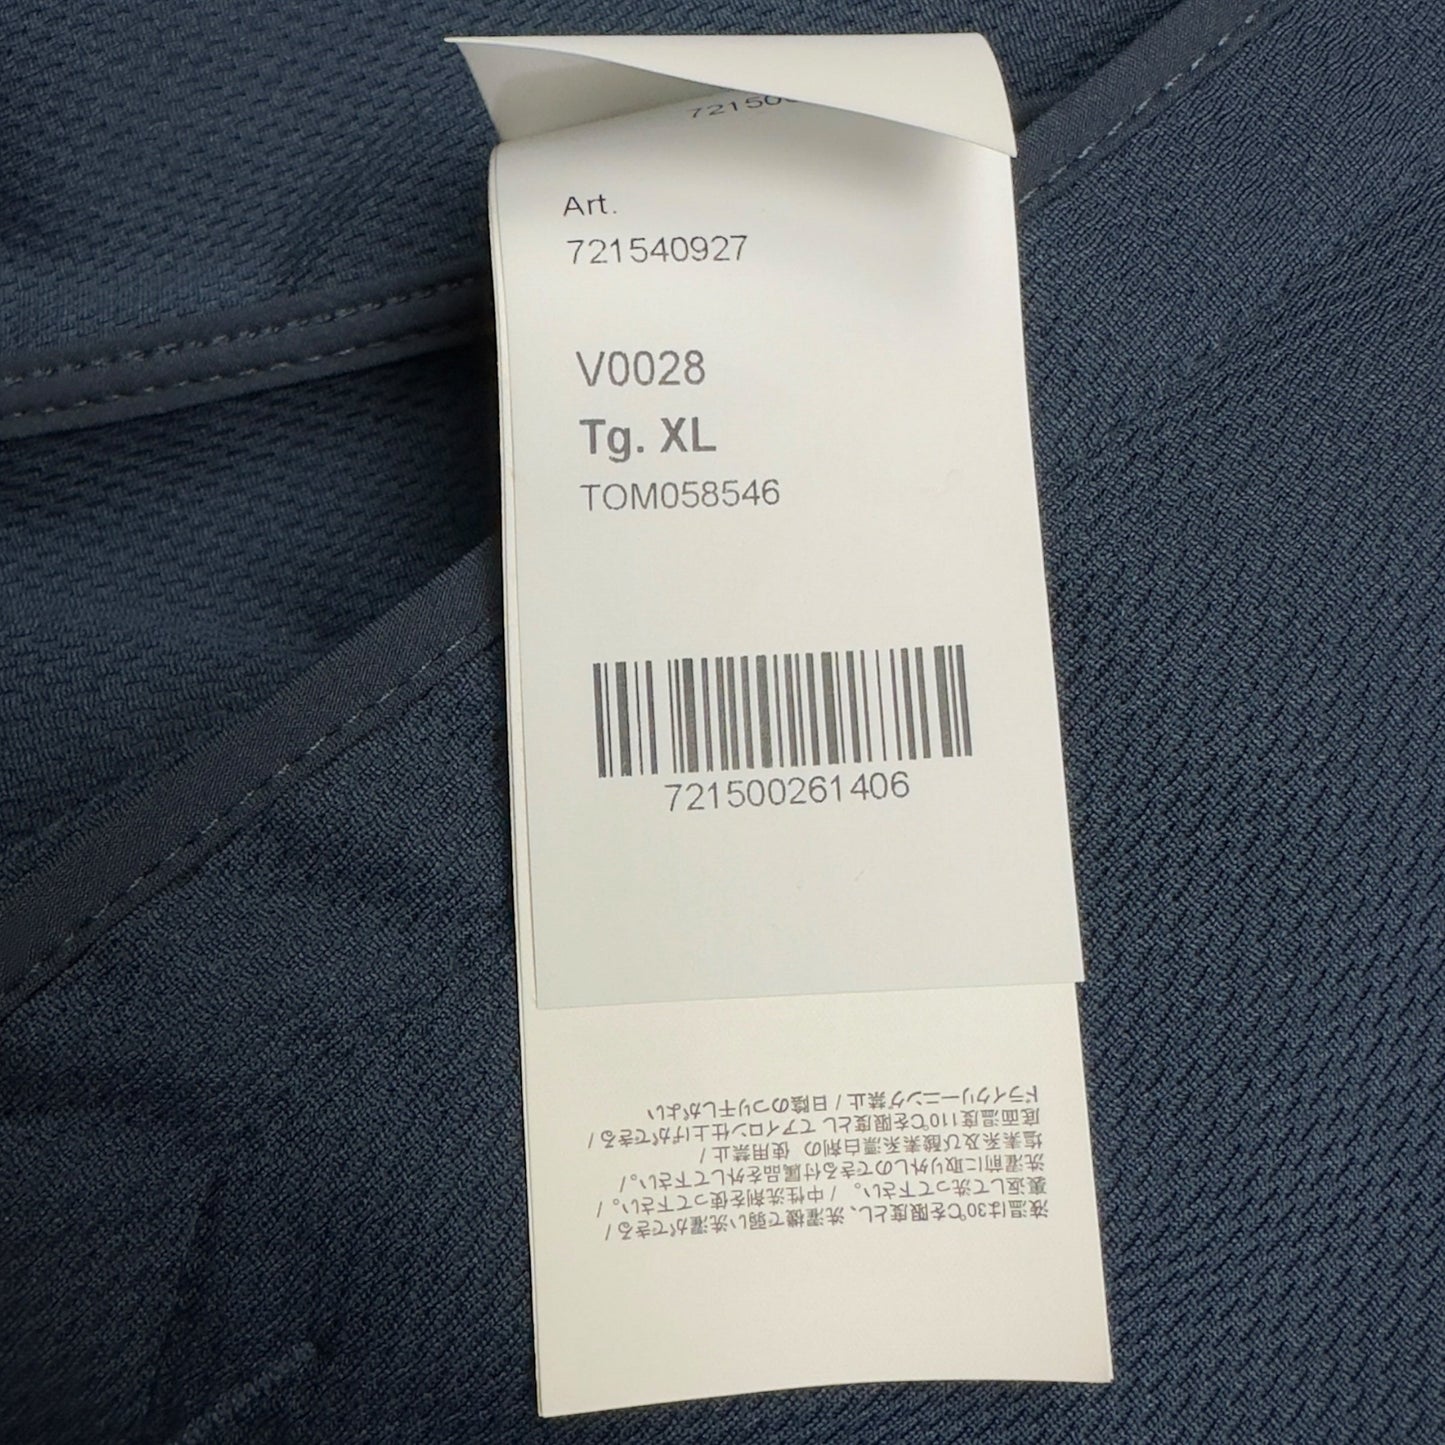 Art.
721540927
V0028
Tg. XL
TOM058546
721500261406
液温は30℃を限度とし、洗濯機で弱い洗濯ができる /
裏返して洗って下さい。 / 中性洗剤を使って下さい。 /
洗濯前に取り外しのできる付属品を外して下さい。 /
塩素系及び酸素系漂白剤の 使用禁止 /
底面温度110℃を限度とし てアイロン仕上げができる /
ドライクリーニング禁止 / 日陰のつり干しがよい